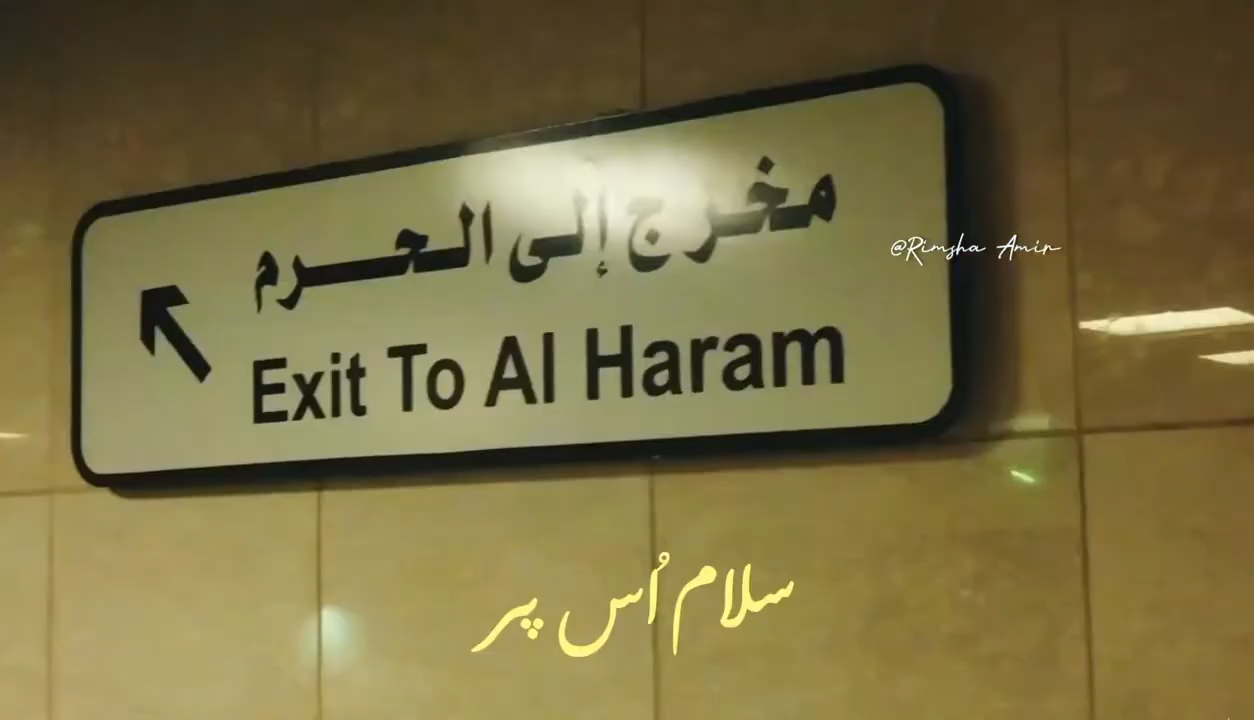 مخرج إلى الحرم
Exit To Al Haram
@Rimsha Amir
سلام اُس پر